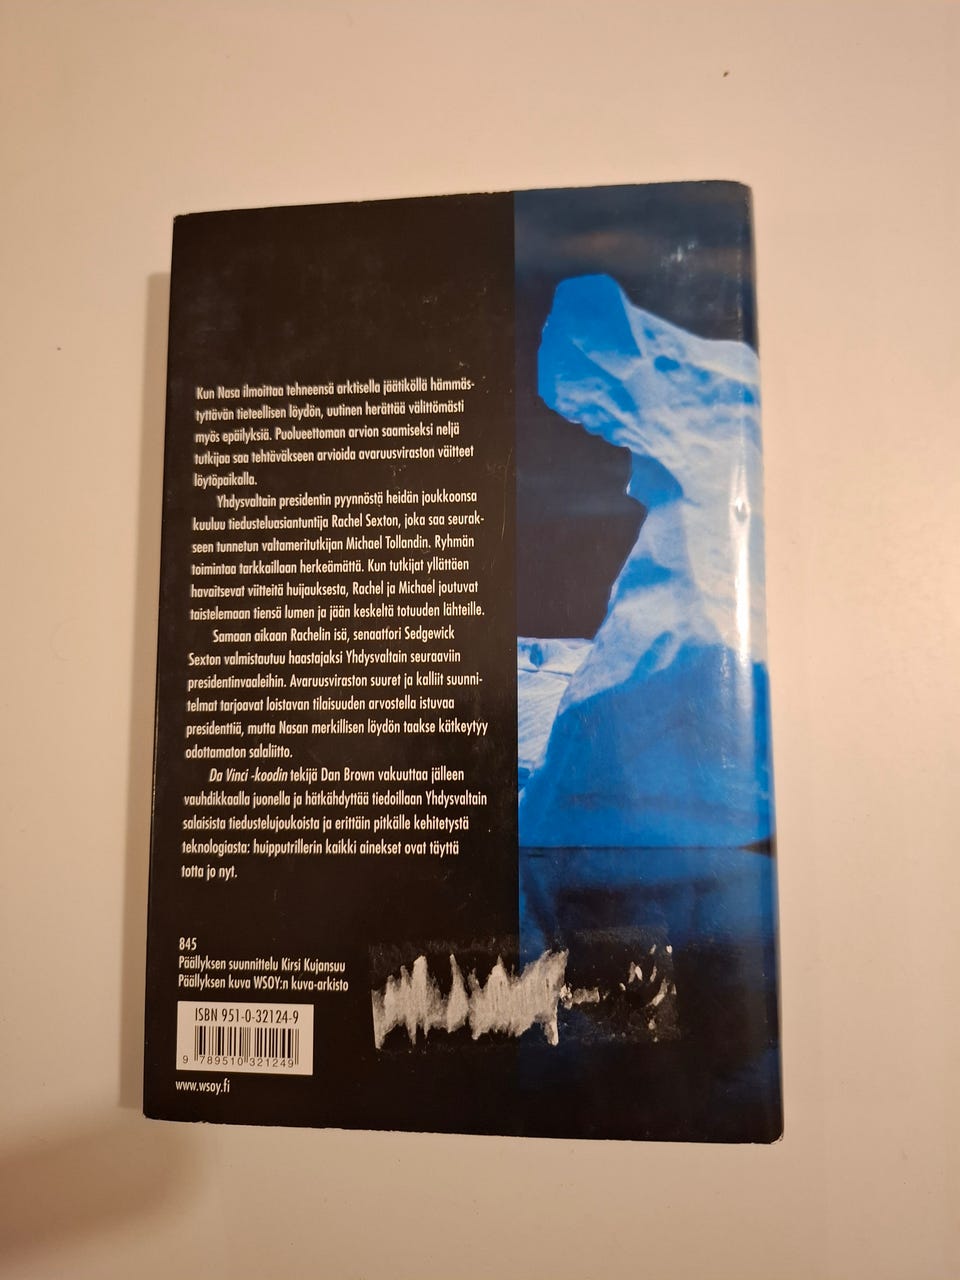 Kun Nasa ilmoittaa tehneensä arktisella jäätiköllä hämmäs-
tyttävän tieteellisen löydön, uutinen herättää välittömästi
myös epäilyksiä. Puolueettoman arvion saamiseksi neljä
tutkijaa saa tehtäväkseen arvioida avaruusviraston väitteet
löytöpaikalla.
Yhdysvaltain presidentin pyynnöstä heidän joukkoonsa
kuuluu tiedusteluasiantuntija Rachel Sexton, joka saa seurak-
seen tunnetun valtameritutkijan Michael Tollandin. Ryhmän
toimintaa tarkkaillaan herkeämättä. Kun tutkijat yllättäen
havaitsevat viitteitä huijauksesta, Rachel ja Michael joutuvat
taistelemaan tiensä lumen ja jään keskeltä totuuden lähteille.
Samaan aikaan Rachelin isä, senaattori Sedgewick
Sexton valmistautuu haastajaksi Yhdysvaltain seuraaviin
presidentinvaaleihin. Avaruusviraston suuret ja kalliit suunni-
telmat tarjoavat loistavan tilaisuuden arvostella istuvaa
presidenttiä, mutta Nasan merkillisen löydön taakse kätkeytyy
odottamaton salaliitto.
Da Vinci -koodin tekijä Dan Brown vakuuttaa jälleen
vauhdikkaalla juonella ja hätkähdyttää tiedoillaan Yhdysvaltain
salaisista tiedustelujoukoista ja erittäin pitkälle kehitetystä
teknologiasta: huipputrillerin kaikki ainekset ovat täyttä
totta jo nyt.
845
Päällyksen suunnittelu Kirsi Kujansuu
Päällyksen kuva WSOY:n kuva-arkisto
ISBN 951-0-32124-9
9 789510 321249
www.wsoy.fi